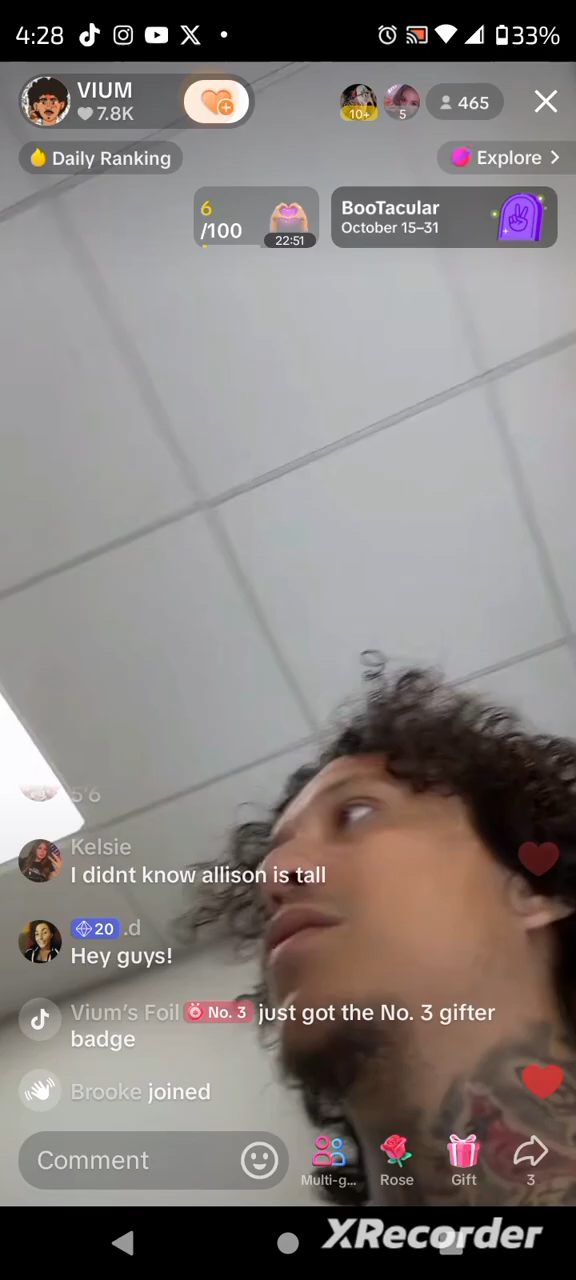 4:28
33%
VIUM
7.8K
10+
5
465
Daily Ranking
Explore
6
/100
22:51
BooTacular
October 15–31
5'6
Kelsie
I didnt know allison is tall
20 .d
Hey guys!
Vium's Foil No. 3 just got the No. 3 gifter
badge
Brooke joined
Comment
Multi-g...
Rose
Gift
3
XRecorder